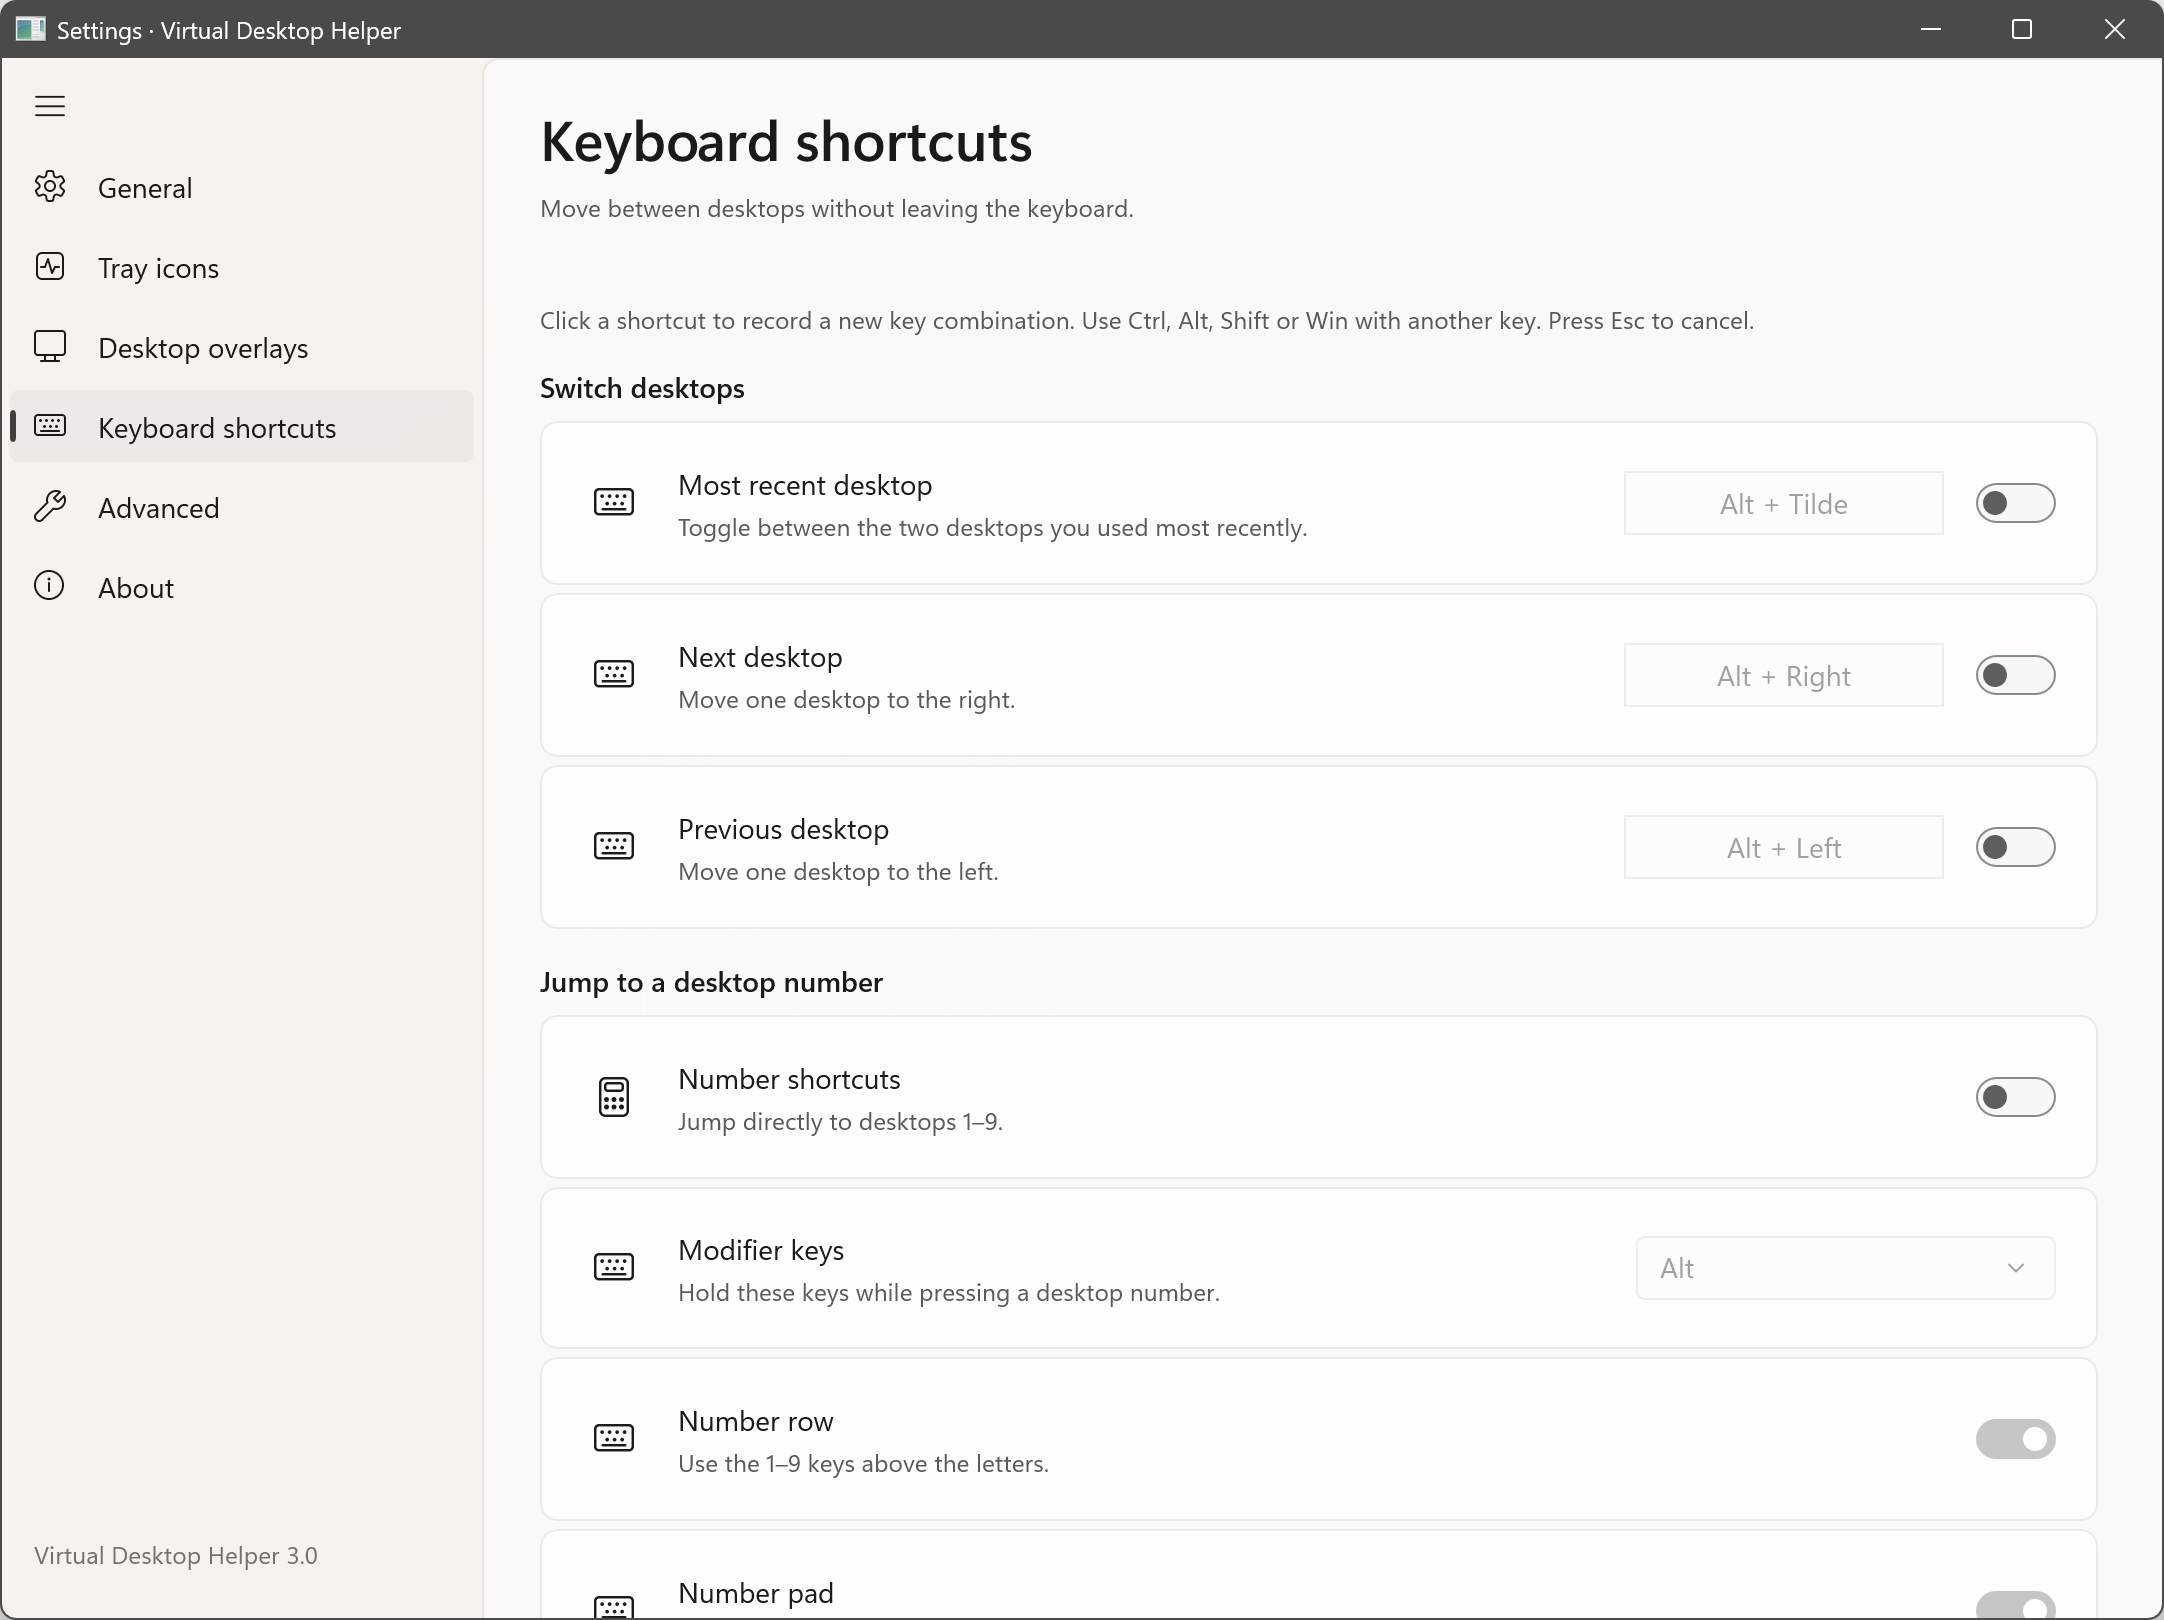 Settings · Virtual Desktop Helper
General
Tray icons
Desktop overlays
Keyboard shortcuts
Advanced
About
Virtual Desktop Helper 3.0
Keyboard shortcuts
Move between desktops without leaving the keyboard.
Click a shortcut to record a new key combination. Use Ctrl, Alt, Shift or Win with another key. Press Esc to cancel.
Switch desktops
Most recent desktop
Toggle between the two desktops you used most recently.
Alt + Tilde
Next desktop
Move one desktop to the right.
Alt + Right
Previous desktop
Move one desktop to the left.
Alt + Left
Jump to a desktop number
Number shortcuts
Jump directly to desktops 1–9.
Modifier keys
Hold these keys while pressing a desktop number.
Alt
Number row
Use the 1–9 keys above the letters.
Number pad